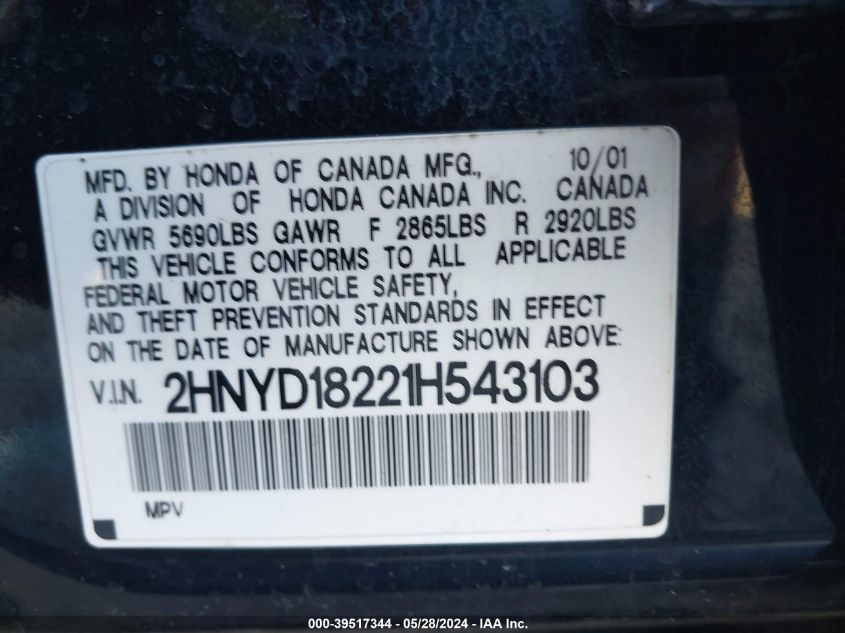 MFD. BY HONDA OF CANADA MFG., 10/01
A DIVISION OF HONDA CANADA INC. CANADA
GVWR 5690LBS GAWR F 2865LBS R 2920LBS
THIS VEHICLE CONFORMS TO ALL APPLICABLE
FEDERAL MOTOR VEHICLE SAFETY,
AND THEFT PREVENTION STANDARDS IN EFFECT
ON THE DATE OF MANUFACTURE SHOWN ABOVE:
V.I.N. 2HNYD18221H543103
MPV
000-39517344 - 05/28/2024 - IAA Inc.